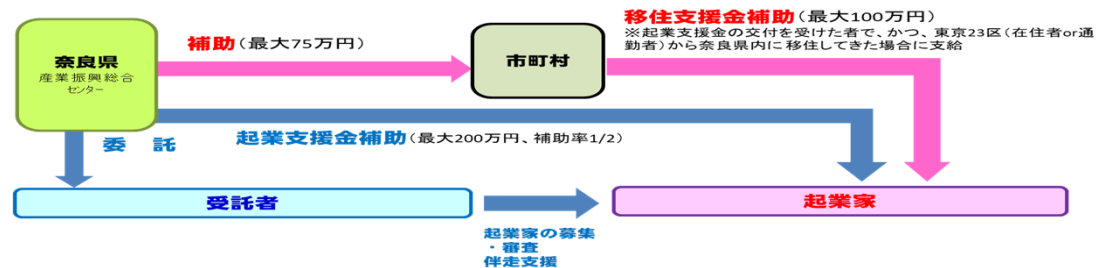 移住支援金補助(最大100万円)
※起業支援金の交付を受けた者で、かつ、東京23区(在住者or通
勤者)から奈良県内に移住してきた場合に支給
補助(最大75万円)
奈良県
産業振興総合
センター
市町村
起業支援金補助(最大200万円、補助率1/2)
委 託
受託者
起業家
起業家の募集
・審査
伴走支援